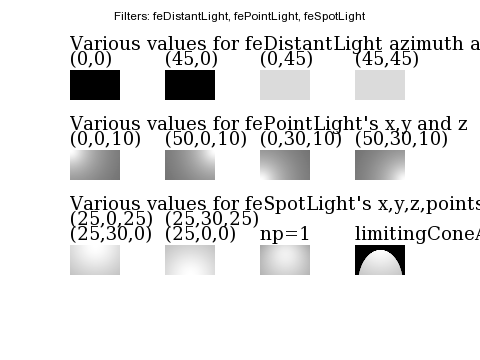 Filters: feDistantLight, fePointLight, feSpotLight
Various values for feDistantLight azimuth a
(0,0) (45,0) (0,45) (45,45)
Various values for fePointLight's x,y and z
(0,0,10) (50,0,10) (0,30,10) (50,30,10)
Various values for feSpotLight's x,y,z,points
(25,0,25) (25,30,25)
(25,30,0) (25,0,0) np=1 limitingConeA